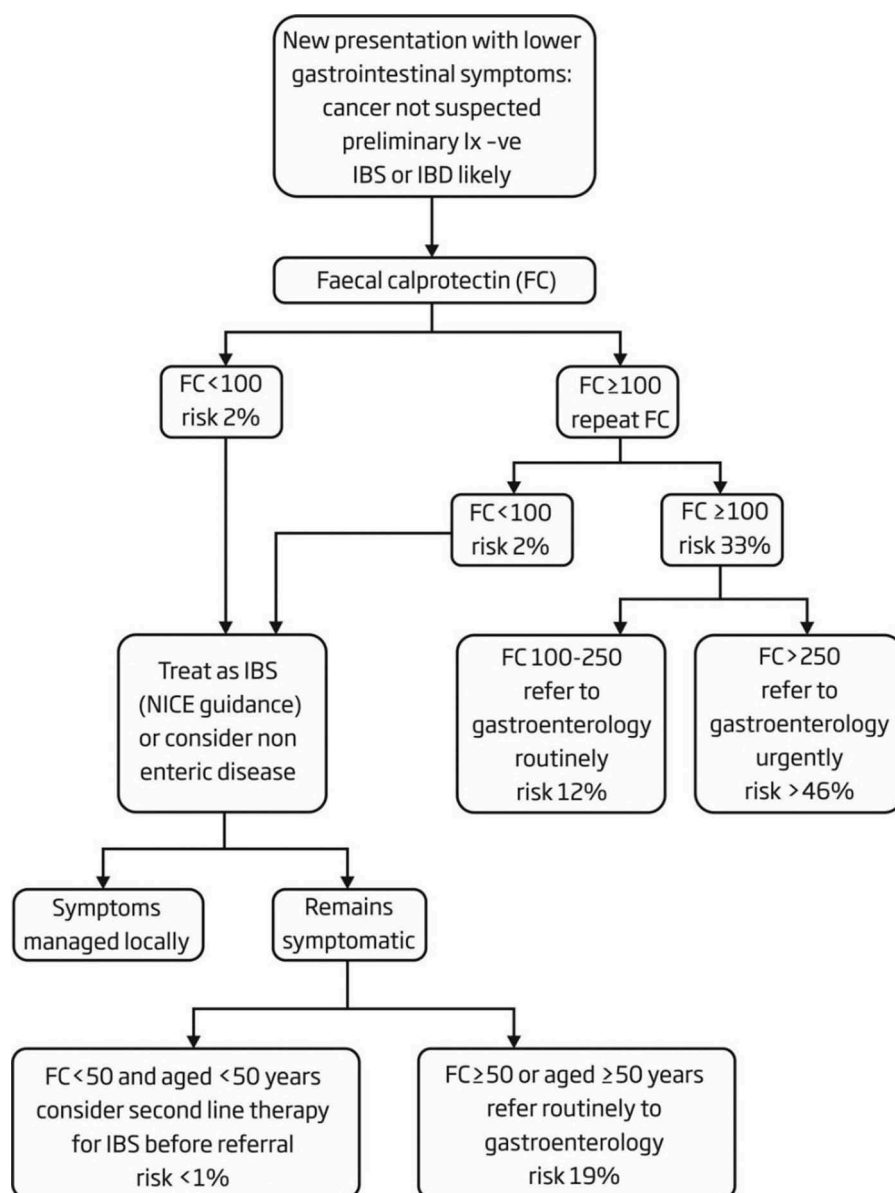 New presentation with lower
gastrointestinal symptoms:
cancer not suspected
preliminary Ix -ve
IBS or IBD likely
Faecal calprotectin (FC)
FC<100
risk 2%
FC≥100
repeat FC
FC<100
risk 2%
FC ≥100
risk 33%
Treat as IBS
(NICE guidance)
or consider non
enteric disease
FC 100-250
refer to
gastroenterology
routinely
risk 12%
FC>250
refer to
gastroenterology
urgently
risk >46%
Symptoms
managed locally
Remains
symptomatic
FC<50 and aged <50 years
consider second line therapy
for IBS before referral
risk <1%
FC≥50 or aged ≥50 years
refer routinely to
gastroenterology
risk 19%